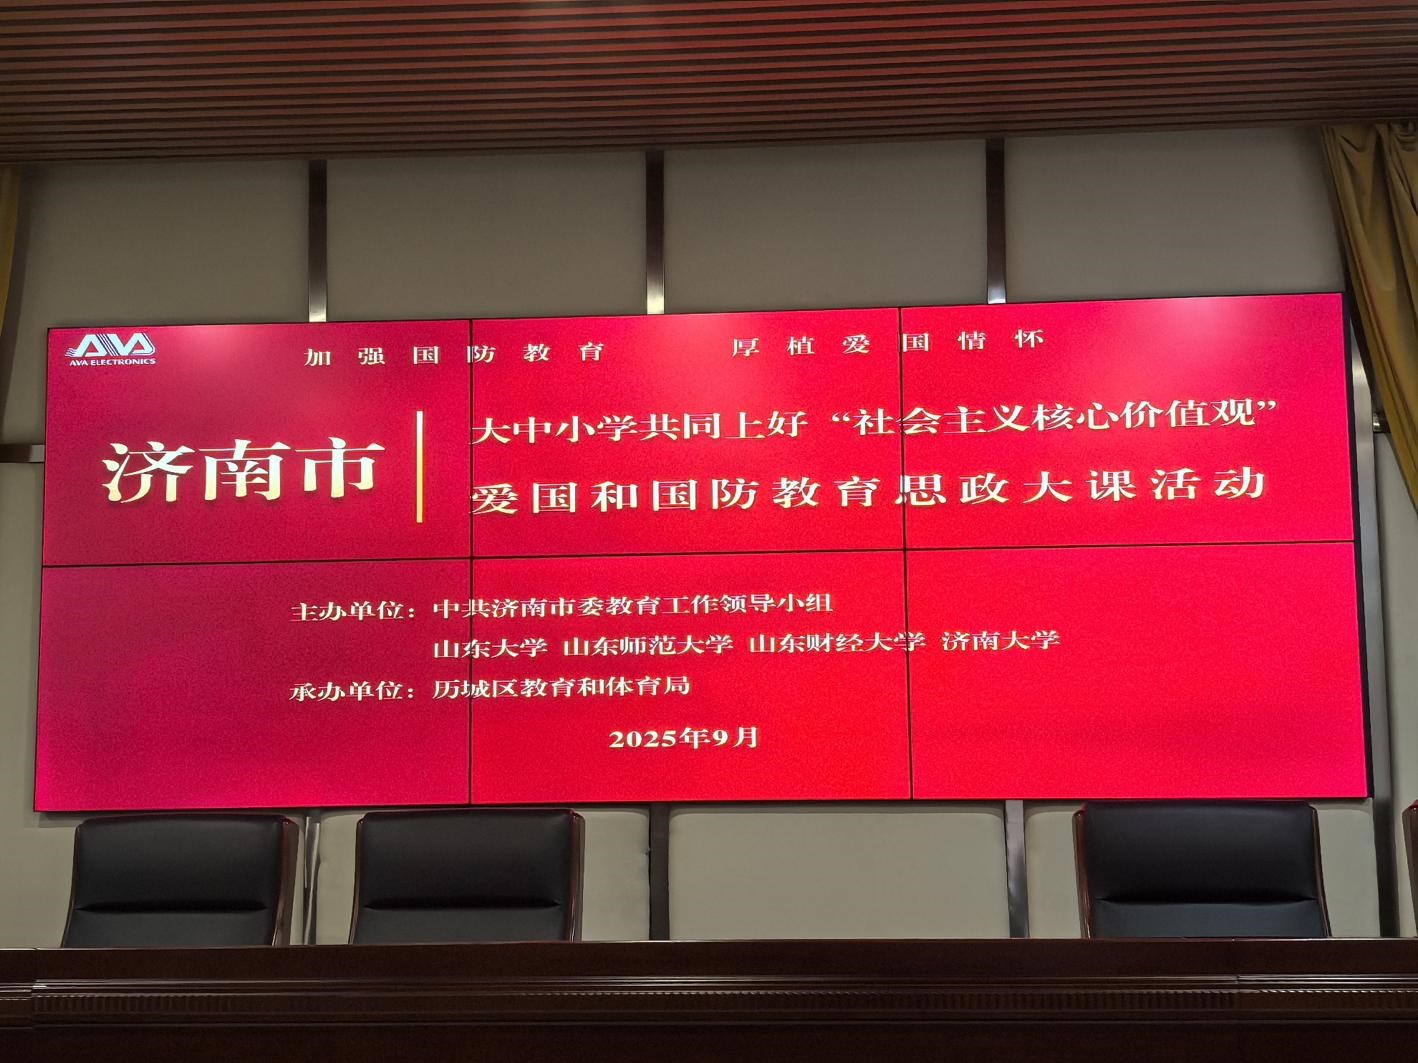 AVA
AVA ELECTRONICS
加强国防教育 厚植爱国情怀
济南市
大中小学共同上好“社会主义核心价值观”
爱国和国防教育思政大课活动
主办单位：中共济南市委教育工作领导小组
山东大学 山东师范大学 山东财经大学 济南大学
承办单位：历城区教育和体育局
2025年9月